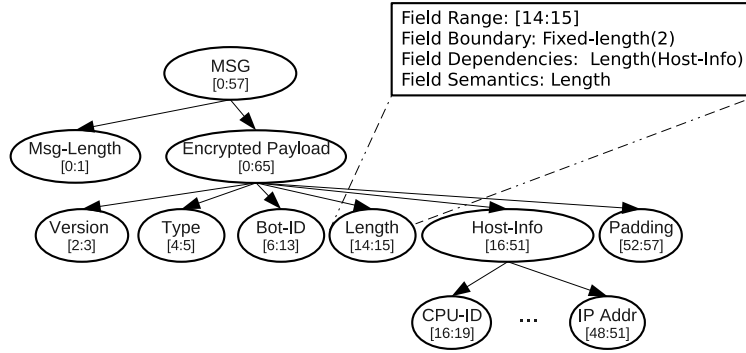 Field Range: [14:15]
Field Boundary: Fixed-length(2)
Field Dependencies:  Length(Host-Info)
Field Semantics: Length
MSG
[0:57]
Msg-Length
[0:1]
Encrypted Payload
[0:65]
Version
[2:3]
Type
[4:5]
Bot-ID
[6:13]
Length
[14:15]
Host-Info
[16:51]
Padding
[52:57]
CPU-ID
[16:19]
...
IP Addr
[48:51]